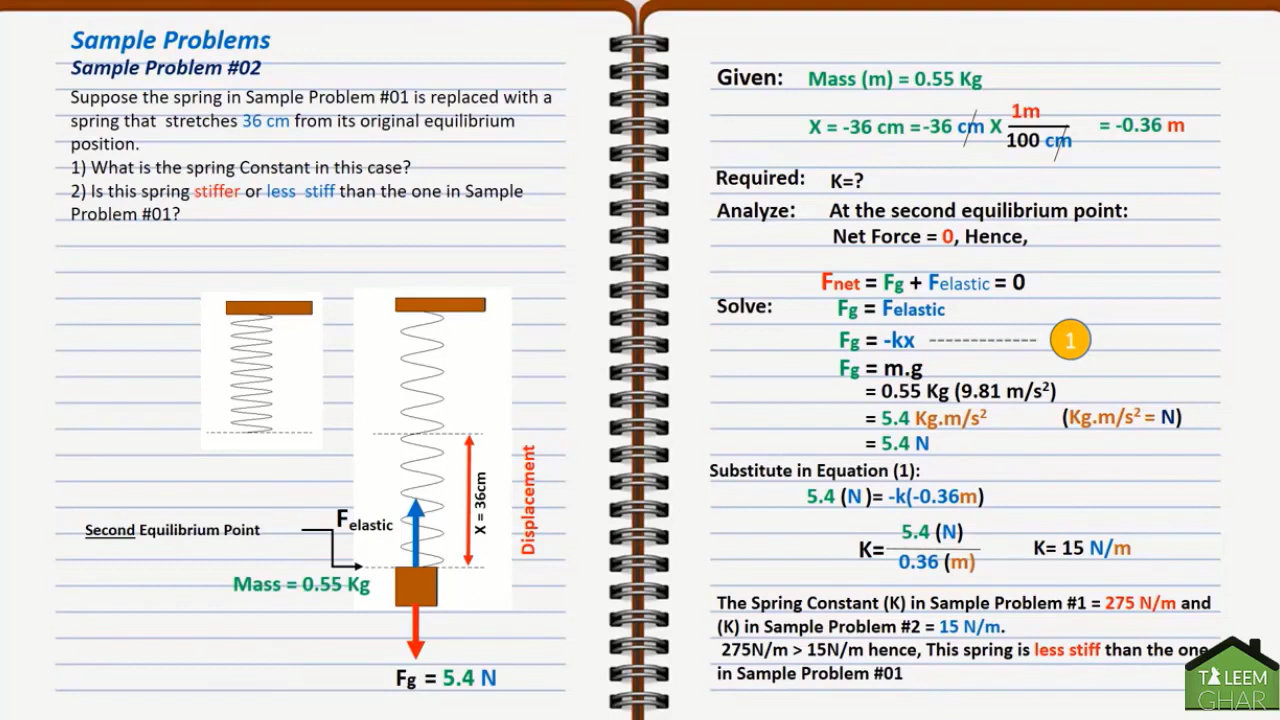 Sample Problems
Sample Problem #02
Suppose the spring in Sample Problem #01 is replaced with a
spring that stretches 36 cm from its original equilibrium
position.
1) What is the spring Constant in this case?
2) Is this spring stiffer or less stiff than the one in Sample
Problem #01?
X = 36cm
Displacement
Felastic
Second Equilibrium Point
Mass = 0.55 Kg
Fg = 5.4 N
Given: Mass (m) = 0.55 Kg
X = -36 cm = -36 cm X 1m / 100 cm = -0.36 m
Required: K=?
Analyze: At the second equilibrium point:
Net Force = 0, Hence,
Fnet = Fg + Felastic = 0
Solve: Fg = Felastic
Fg = -kx ------------- 1
Fg = m.g
= 0.55 Kg (9.81 m/s²)
= 5.4 Kg.m/s² (Kg.m/s² = N)
= 5.4 N
Substitute in Equation (1):
5.4 (N )= -k(-0.36m)
K= 5.4 (N) / 0.36 (m) K= 15 N/m
The Spring Constant (K) in Sample Problem #1 = 275 N/m and
(K) in Sample Problem #2 = 15 N/m.
275N/m > 15N/m hence, This spring is less stiff than the one
in Sample Problem #01
TALEEM
GHAR